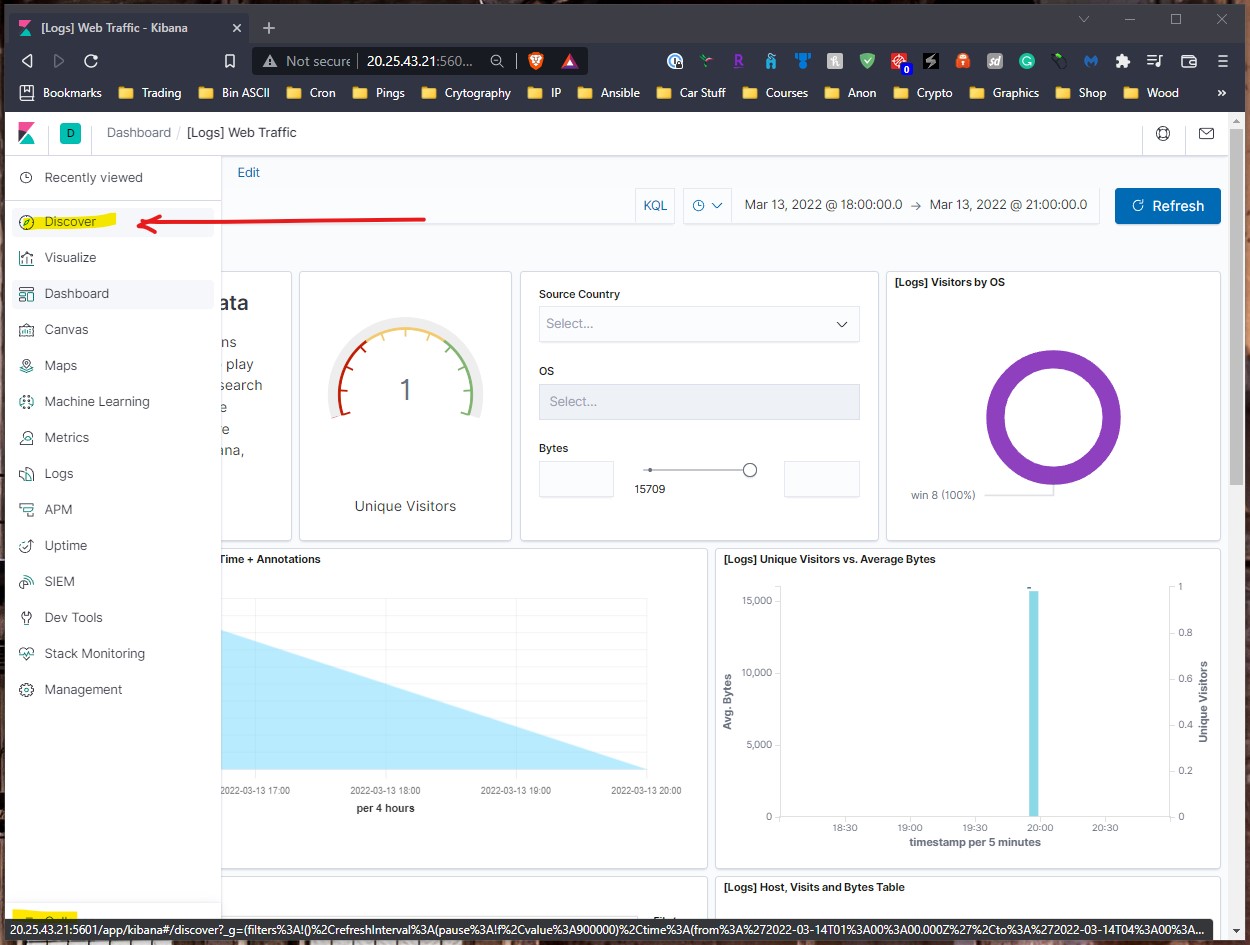 [Logs] Web Traffic - Kibana
Not secure
20.25.43.21:560...
0
Bookmarks
Trading
Bin ASCII
Cron
Pings
Crytography
IP
Ansible
Car Stuff
Courses
Anon
Crypto
Graphics
Shop
Wood
»
D
Dashboard / [Logs] Web Traffic
Recently viewed
Discover
Visualize
Dashboard
Canvas
Maps
Machine Learning
Metrics
Logs
APM
Uptime
SIEM
Dev Tools
Stack Monitoring
Management
Edit
KQL
Mar 13, 2022 @ 18:00:00.0 → Mar 13, 2022 @ 21:00:00.0
Refresh
ata
ns
play
search
e
e
na,
1
Unique Visitors
Source Country
Select...
OS
Select...
Bytes
15709
[Logs] Visitors by OS
win 8 (100%)
Time + Annotations
2022-03-13 17:00
2022-03-13 18:00
2022-03-13 19:00
2022-03-13 20:00
per 4 hours
[Logs] Unique Visitors vs. Average Bytes
15,000
10,000
5,000
0
Avg. Bytes
1
0.8
0.6
0.4
0.2
0
Unique Visitors
18:30
19:00
19:30
20:00
20:30
timestamp per 5 minutes
[Logs] Host, Visits and Bytes Table
20.25.43.21:5601/app/kibana#/discover?_g=(filters%3A!()%2CrefreshInterval%3A(pause%3A!f%2Cvalue%3A900000)%2Ctime%3A(from%3A%272022-03-14T01%3A00%3A00.000Z%27%2Cto%3A%272022-03-14T04%3A00%3A00...